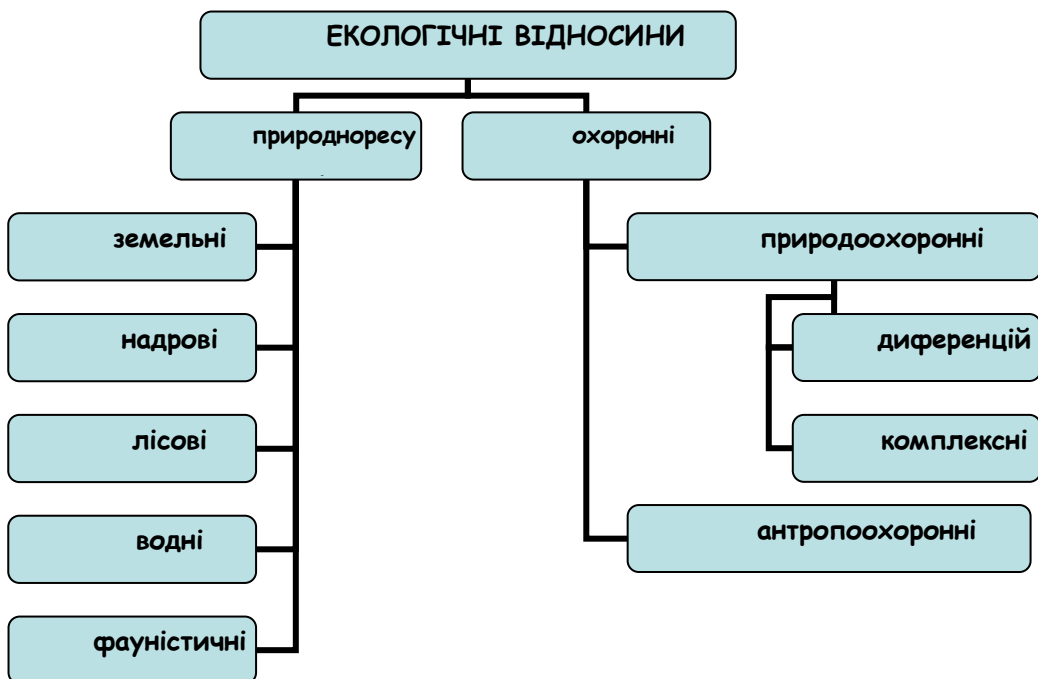 ЕКОЛОГІЧНІ ВІДНОСИНИ
природноресу
охоронні
земельні
надрові
лісові
водні
фауністичні
природоохоронні
диференцій
комплексні
антропоохоронні